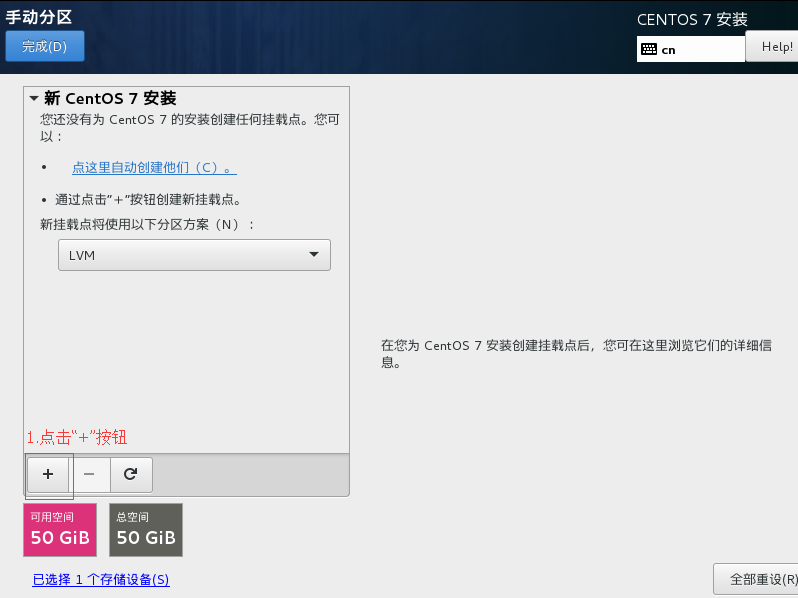 手动分区
CENTOS 7 安装
完成(D)
cn
Help!
新 CentOS 7 安装
您还没有为 CentOS 7 的安装创建任何挂载点。您可
以：
• 点这里自动创建他们（C）。
• 通过点击"+"按钮创建新挂载点。
新挂载点将使用以下分区方案（N）：
LVM
在您为 CentOS 7 安装创建挂载点后，您可在这里浏览它们的详细信
息。
1.点击"+"按钮
+
−
可用空间
50 GiB
总空间
50 GiB
已选择 1 个存储设备(S)
全部重设(R)